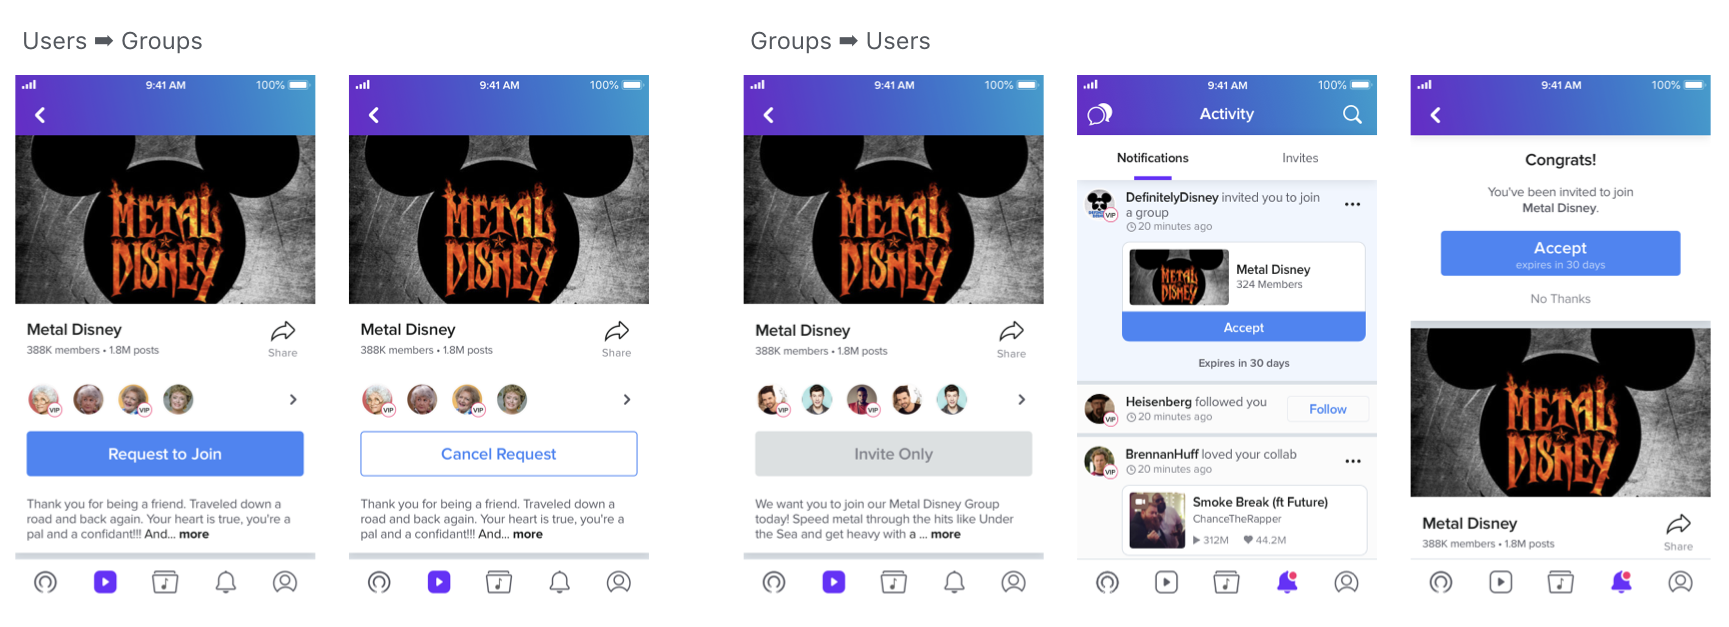 Users ➡ Groups
Groups ➡ Users
9:41 AM
100%
METAL
DISNEY
Metal Disney
388K members • 1.8M posts
Share
VIP
VIP
Request to Join
Thank you for being a friend. Traveled down a
road and back again. Your heart is true, you're a
pal and a confidant!!! And... more
9:41 AM
100%
METAL
DISNEY
Metal Disney
388K members • 1.8M posts
Share
VIP
VIP
Cancel Request
Thank you for being a friend. Traveled down a
road and back again. Your heart is true, you're a
pal and a confidant!!! And... more
9:41 AM
100%
METAL
DISNEY
Metal Disney
388K members • 1.8M posts
Share
VIP
VIP
Invite Only
We want you to join our Metal Disney Group
today! Speed metal through the hits like Under
the Sea and get heavy with a ... more
9:41 AM
100%
Activity
Notifications
Invites
DefinitelyDisney invited you to join
a group
VIP
20 minutes ago
METAL
DISNEY
Metal Disney
324 Members
Accept
Expires in 30 days
Heisenberg followed you
20 minutes ago
VIP
Follow
BrennanHuff loved your collab
20 minutes ago
VIP
Smoke Break (ft Future)
ChanceTheRapper
312M
44.2M
9:41 AM
100%
Congrats!
You've been invited to join
Metal Disney.
Accept
expires in 30 days
No Thanks
METAL
DISNEY
Metal Disney
388K members • 1.8M posts
Share